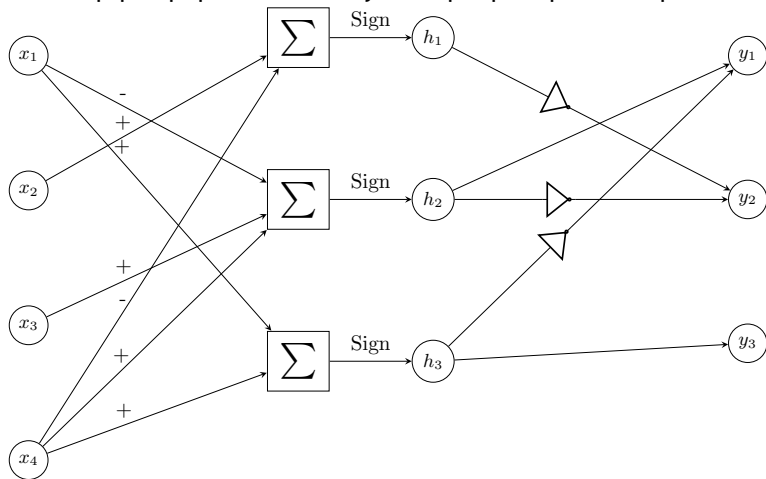 Sign
x₁
∑
h₁
y₁
-
+
+
x₂
Sign
∑
h₂
y₂
+
-
x₃
Sign
∑
h₃
y₃
+
+
x₄